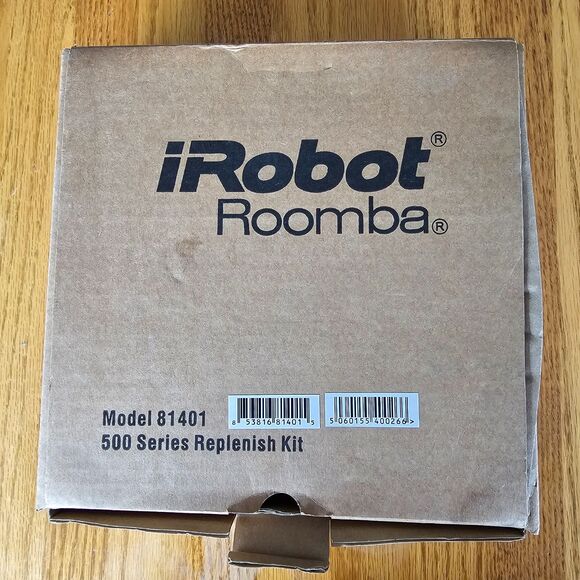 iRobot®
Roomba®
Model 81401
500 Series Replenish Kit
8 53816 81401 5
5 060155 400266 >